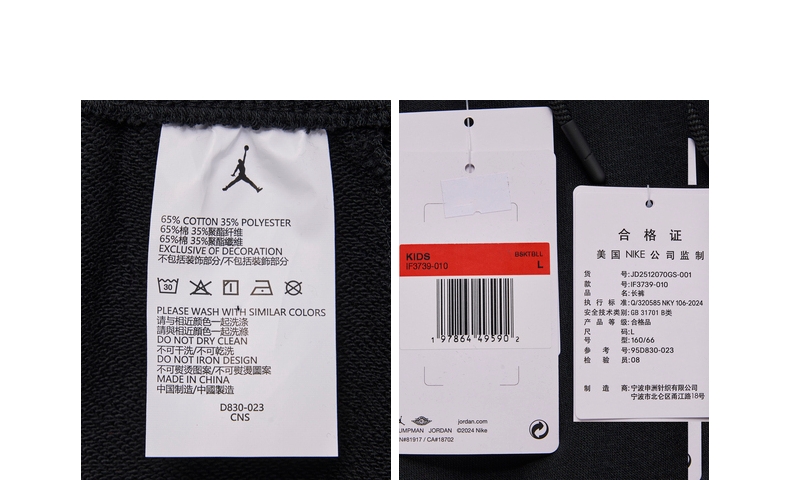 65% COTTON 35% POLYESTER
65%棉 35%聚酯纤维
65%棉 35%聚酯纖維
EXCLUSIVE OF DECORATION
不包括装饰部分/不包括裝飾部分
30
PLEASE WASH WITH SIMILAR COLORS
请与相近颜色一起洗涤
請與相近顏色一起洗滌
DO NOT DRY CLEAN
不可干洗/不可乾洗
DO NOT IRON DESIGN
不可熨烫图案/不可熨燙圖案
MADE IN CHINA
中国制造/中國製造
D830-023
CNS
KIDS
IF3739-010
BSKTBLL
L
1 97864 49590 2
jordan.com
JUMPMAN JORDAN ©2024 Nike
RN#81917 / CA#18702
合格证
美国 NIKE 公司监制
货号:JD2512070GS-001
款号:IF3739-010
品名:长裤
执行标准:Q/320585 NKY 106-2024
安全技术类别:GB 31701 B类
产品等级:合格品
尺码:L
号型:160/66
参考号:95D830-023
检验员:08
制造商:宁波申洲针织有限公司
宁波市北仑区甬江路18号